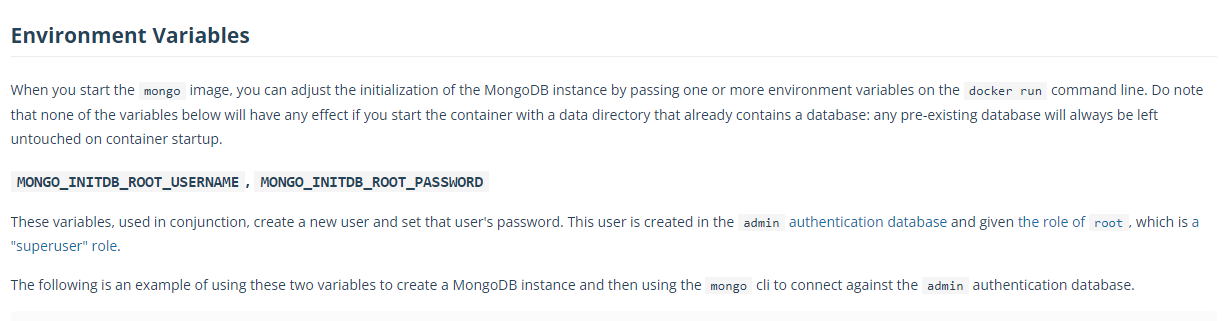 Environment Variables
When you start the mongo image, you can adjust the initialization of the MongoDB instance by passing one or more environment variables on the docker run command line. Do note
that none of the variables below will have any effect if you start the container with a data directory that already contains a database: any pre-existing database will always be left
untouched on container startup.
MONGO_INITDB_ROOT_USERNAME , MONGO_INITDB_ROOT_PASSWORD
These variables, used in conjunction, create a new user and set that user's password. This user is created in the admin authentication database and given the role of root , which is a
"superuser" role.
The following is an example of using these two variables to create a MongoDB instance and then using the mongo cli to connect against the admin authentication database.